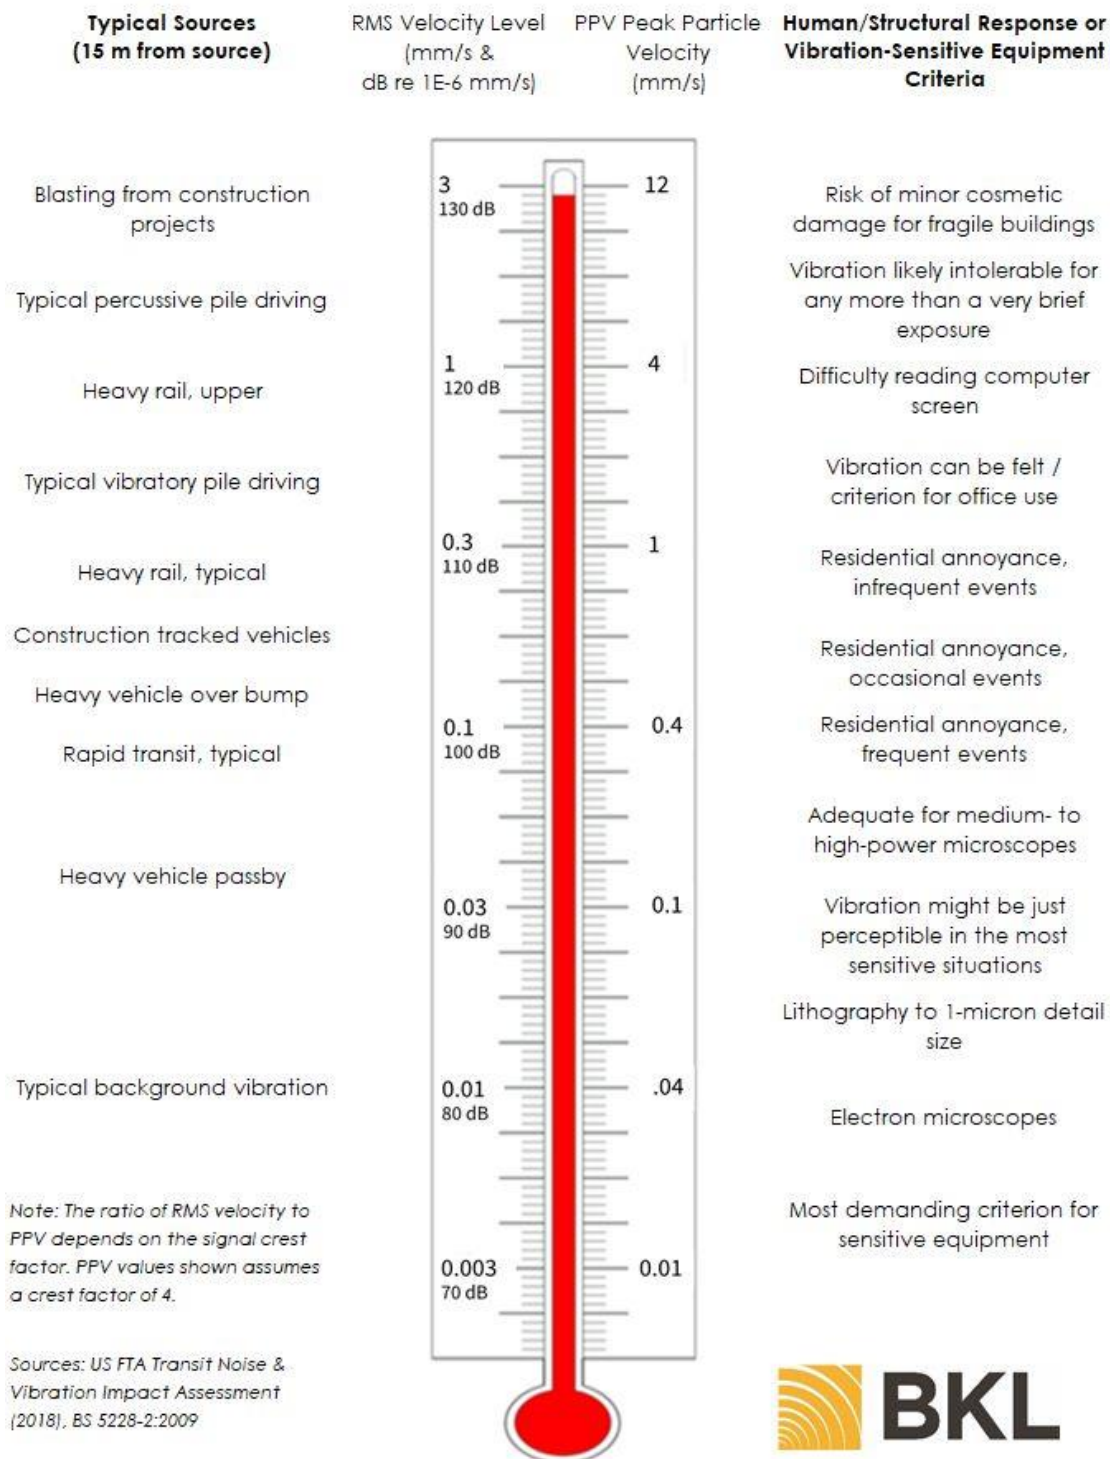 Typical Sources
(15 m from source)
RMS Velocity Level
(mm/s &
dB re 1E-6 mm/s)
PPV Peak Particle
Velocity
(mm/s)
Human/Structural Response or
Vibration-Sensitive Equipment
Criteria
Blasting from construction
projects
Typical percussive pile driving
Heavy rail, upper
Typical vibratory pile driving
Heavy rail, typical
Construction tracked vehicles
Heavy vehicle over bump
Rapid transit, typical
Heavy vehicle passby
Typical background vibration
3
130 dB
1
120 dB
0.3
110 dB
0.1
100 dB
0.03
90 dB
0.01
80 dB
0.003
70 dB
12
4
1
0.4
0.1
.04
0.01
Risk of minor cosmetic
damage for fragile buildings
Vibration likely intolerable for
any more than a very brief
exposure
Difficulty reading computer
screen
Vibration can be felt /
criterion for office use
Residential annoyance,
infrequent events
Residential annoyance,
occasional events
Residential annoyance,
frequent events
Adequate for medium- to
high-power microscopes
Vibration might be just
perceptible in the most
sensitive situations
Lithography to 1-micron detail
size
Electron microscopes
Most demanding criterion for
sensitive equipment
Note: The ratio of RMS velocity to
PPV depends on the signal crest
factor. PPV values shown assumes
a crest factor of 4.
Sources: US FTA Transit Noise &
Vibration Impact Assessment
(2018), BS 5228-2:2009
BKL